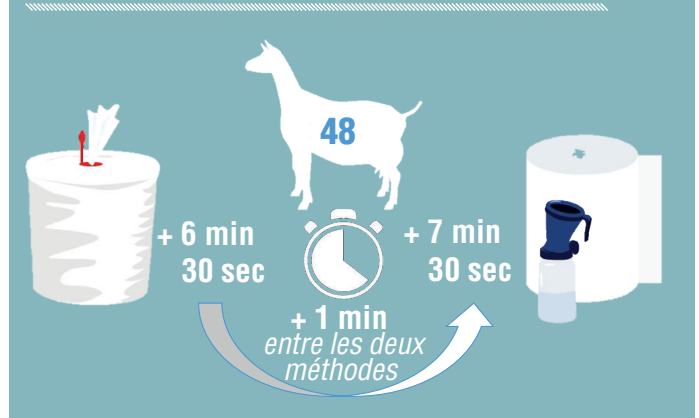 48
+ 6 min
30 sec
+ 7 min
30 sec
+ 1 min
entre les deux
méthodes